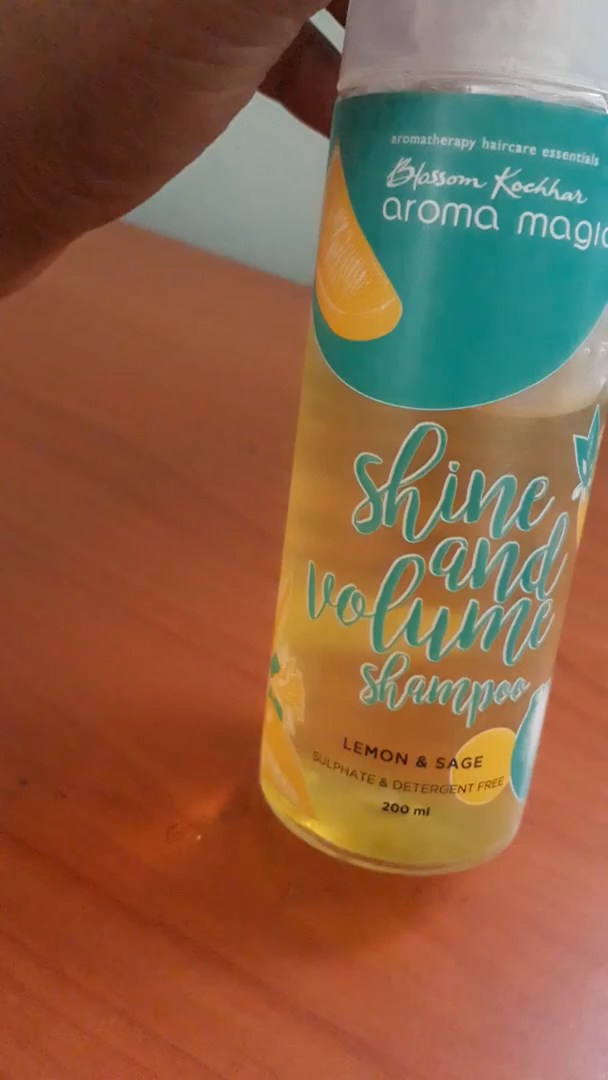 aromatherapy haircare essentials
Blossom Kochhar
aroma magic
shine
and
volume
shampoo
LEMON & SAGE
SULPHATE & DETERGENT FREE
200 ml